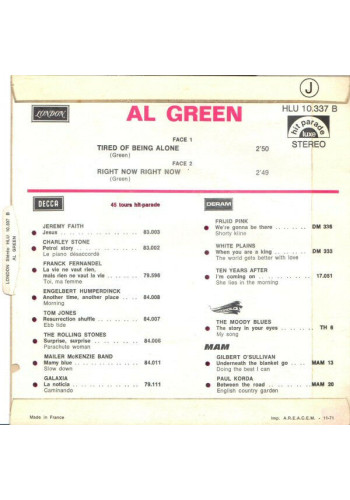 J
LONDON
AL GREEN
HLU 10.337 B
hit parade
luxe
STEREO
FACE 1
TIRED OF BEING ALONE 2'50
(Green)
FACE 2
RIGHT NOW RIGHT NOW 2'49
(Green)
DECCA
45 tours hit-parade
JEREMY FAITH
Jesus 83.003
CHARLEY STONE
Petrol story 83.002
Le piano désaccordé
FRANCK FERNANDEL
La vie ne vaut rien,
mais rien ne vaut la vie 79.596
Toi, ma femme
ENGELBERT HUMPERDINCK
Another time, another place 84.008
Morning
TOM JONES
Resurrection shuffle 84.007
Ebb tide
THE ROLLING STONES
Surprise, surprise
Parachute woman
MAILER McKENZIE BAND
Mamy blue 84.011
Slow down
GALAXIA
La noticia 79.111
Caminando
DERAM
FRIJID PINK
We're gonna be there DM 336
Shorty kline
WHITE PLAINS
When you are a king DM 333
The world gets better with love
TEN YEARS AFTER
I'm coming on 17.001
She lies in the morning
THE MOODY BLUES
The story in your eyes TH 6
My song
MAM
GILBERT O'SULLIVAN
Underneath the blanket go MAM 13
Doing the best I can
PAUL KORDA
Between the road MAM 20
English country garden
LONDON Stereo HLU 10.337 B
AL GREEN
Made in France
Imp. A.R.E.A.C.E.M. - 10-71